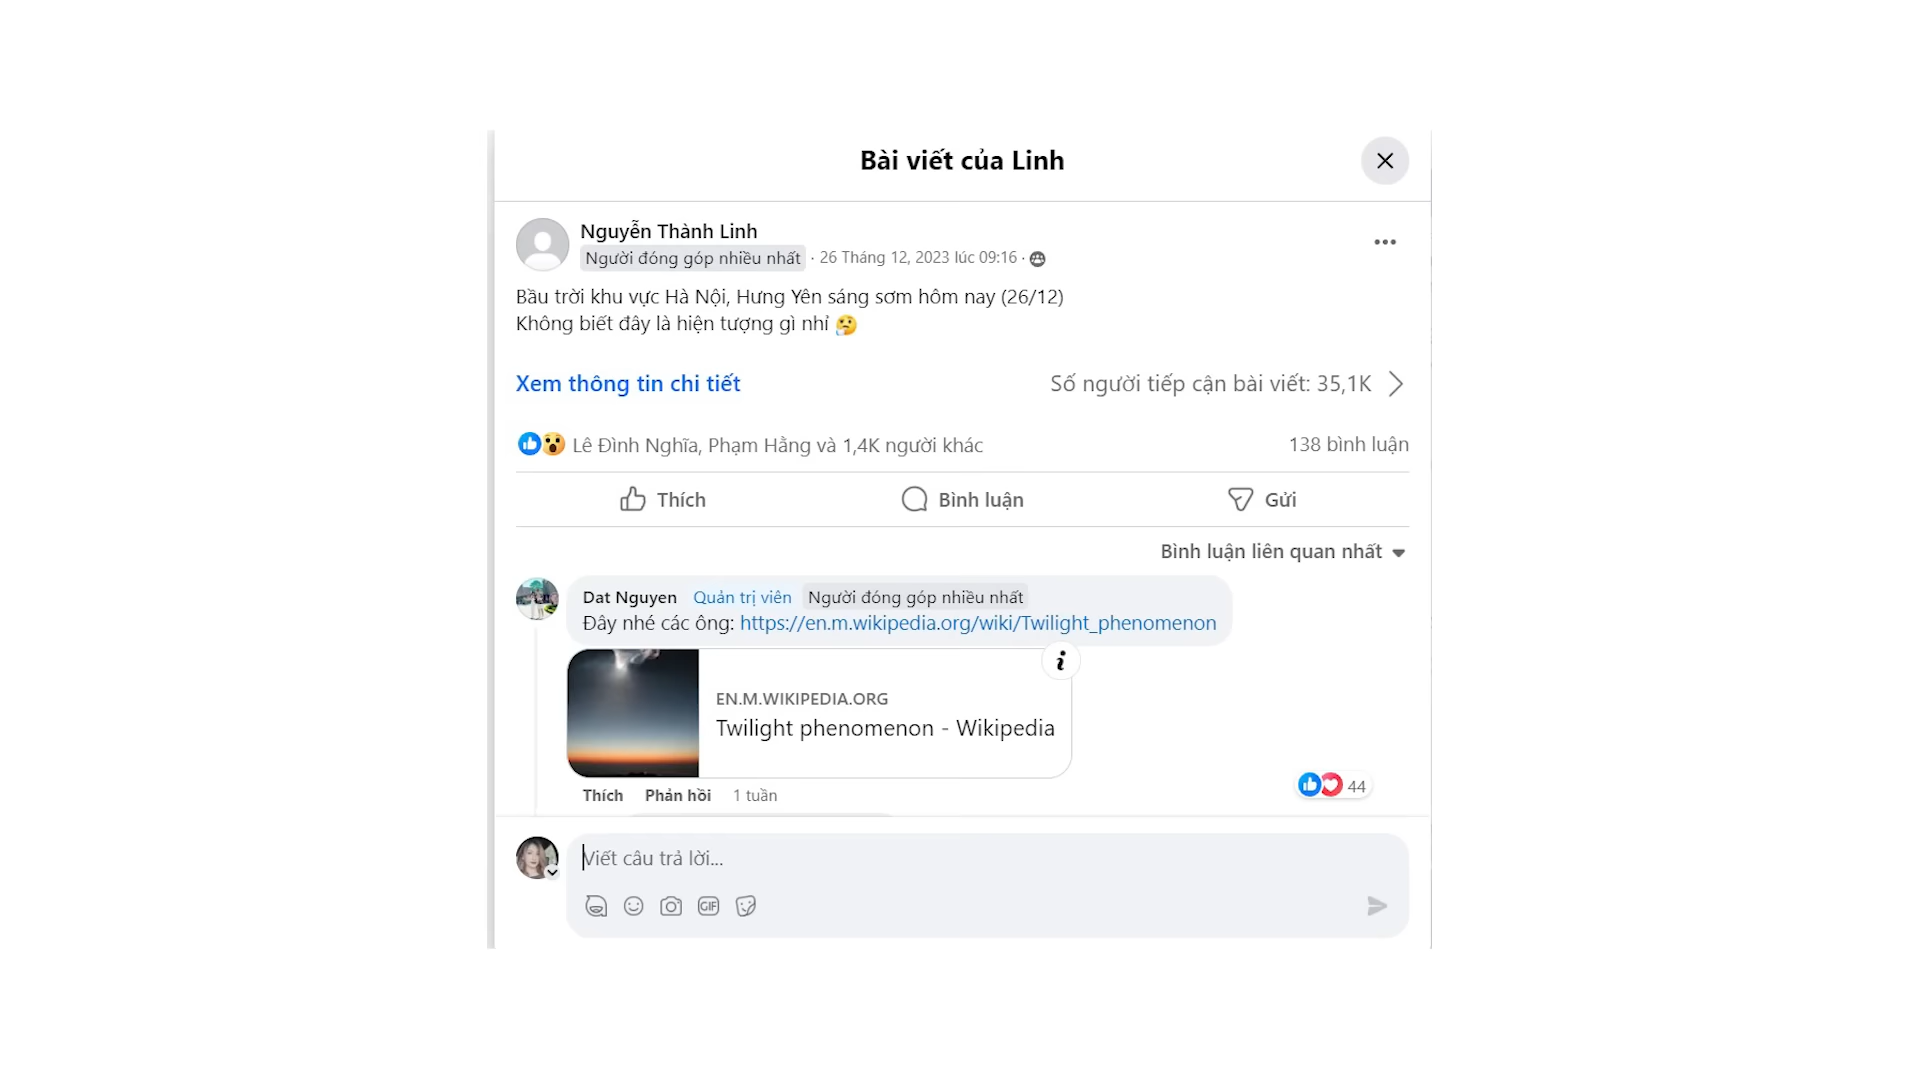 Bài viết của Linh
Nguyễn Thành Linh
Người đóng góp nhiều nhất · 26 Tháng 12, 2023 lúc 09:16 ·
Bầu trời khu vực Hà Nội, Hưng Yên sáng sơm hôm nay (26/12)
Không biết đây là hiện tượng gì nhỉ 🤔
Xem thông tin chi tiết
Số người tiếp cận bài viết: 35,1K
Lê Đình Nghĩa, Phạm Hằng và 1,4K người khác
138 bình luận
Thích
Bình luận
Gửi
Bình luận liên quan nhất
Dat Nguyen Quản trị viên Người đóng góp nhiều nhất
Đây nhé các ông: https://en.m.wikipedia.org/wiki/Twilight_phenomenon
EN.M.WIKIPEDIA.ORG
Twilight phenomenon - Wikipedia
Thích Phản hồi 1 tuần
44
Viết câu trả lời...
GIF